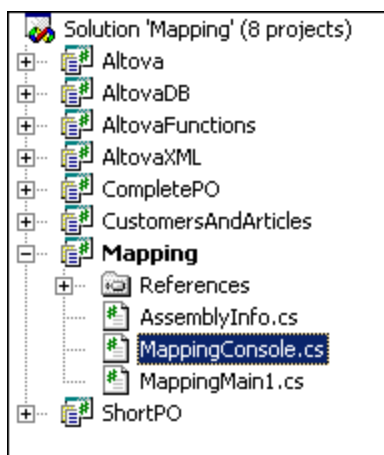 Solution 'Mapping' (8 projects)
Altova
AltovaDB
AltovaFunctions
AltovaXML
CompletePO
CustomersAndArticles
Mapping
References
AssemblyInfo.cs
MappingConsole.cs
MappingMain1.cs
ShortPO